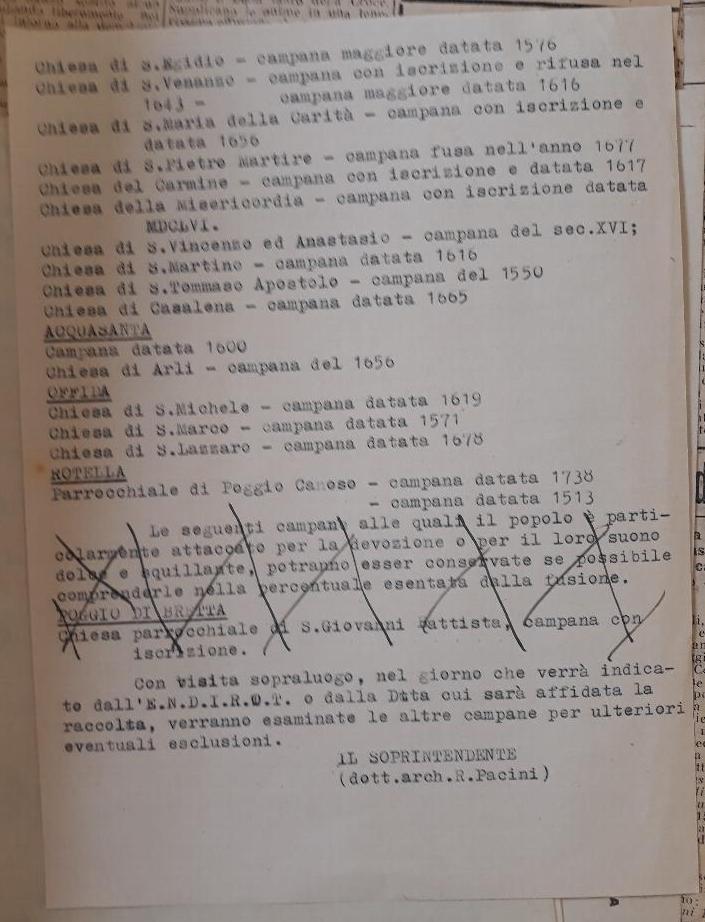 Chiesa di S.Egidio - campana maggiore datata 1576
Chiesa di S.Venanzo - campana con iscrizione e rifusa nel
1643 - campana maggiore datata 1616
Chiesa di S.Maria della Carità - campana con iscrizione e
datata 1656
Chiesa di S.Pietro Martire - campana fusa nell'anno 1677
Chiesa del Carmine - campana con iscrizione e datata 1617
Chiesa della Misericordia - campana con iscrizione datata
MDCLVI.
Chiesa di S.Vincenzo ed Anastasio - campana del sec.XVI;
Chiesa di S.Martino - campana datata 1616
Chiesa di S.Tommaso Apostolo - campana del 1550
Chiesa di Casalena - campana datata 1665
ACQUASANTA
Campana datata 1600
Chiesa di Arli - campana del 1656
OFFIDA
Chiesa di S.Michele - campana datata 1619
Chiesa di S.Marco - campana datata 1571
Chiesa di S.Lazzaro - campana datata 1678
ROTELLA
Parrocchiale di Poggio Canoso - campana datata 1738
- campana datata 1513
Le seguenti campane alle quali il popolo è parti-
colarmente attaccato per la devozione o per il loro suono
dolce e squillante, potranno esser conservate se possibile
comprenderle nella percentuale esentata dalla fusione.
POGGIO DI BRETTA
Chiesa parrocchiale di S.Giovanni Battista, campana con
iscrizione.
Con visita sopraluogo, nel giorno che verrà indica-
to dall'E.N.D.I.R.O.T. o dalla Ditta cui sarà affidata la
raccolta, verranno esaminate le altre campane per ulteriori
eventuali esclusioni.
IL SOPRINTENDENTE
(dott.arch.R.Pacini)